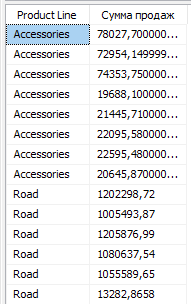 Product Line Сумма продаж
Accessories 78027,700000...
Accessories 72954,149999...
Accessories 74353,750000...
Accessories 19688,100000...
Accessories 21445,710000...
Accessories 22095,580000...
Accessories 22595,480000...
Accessories 20645,870000...
Road 1202298,72
Road 1005493,87
Road 1205876,99
Road 1080637,54
Road 1055589,65
Road 13282,8658